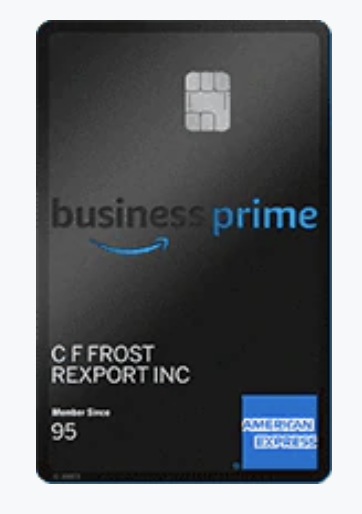 business prime
C F FROST
REXPORT INC
Member Since
95
AMERICAN
EXPRESS